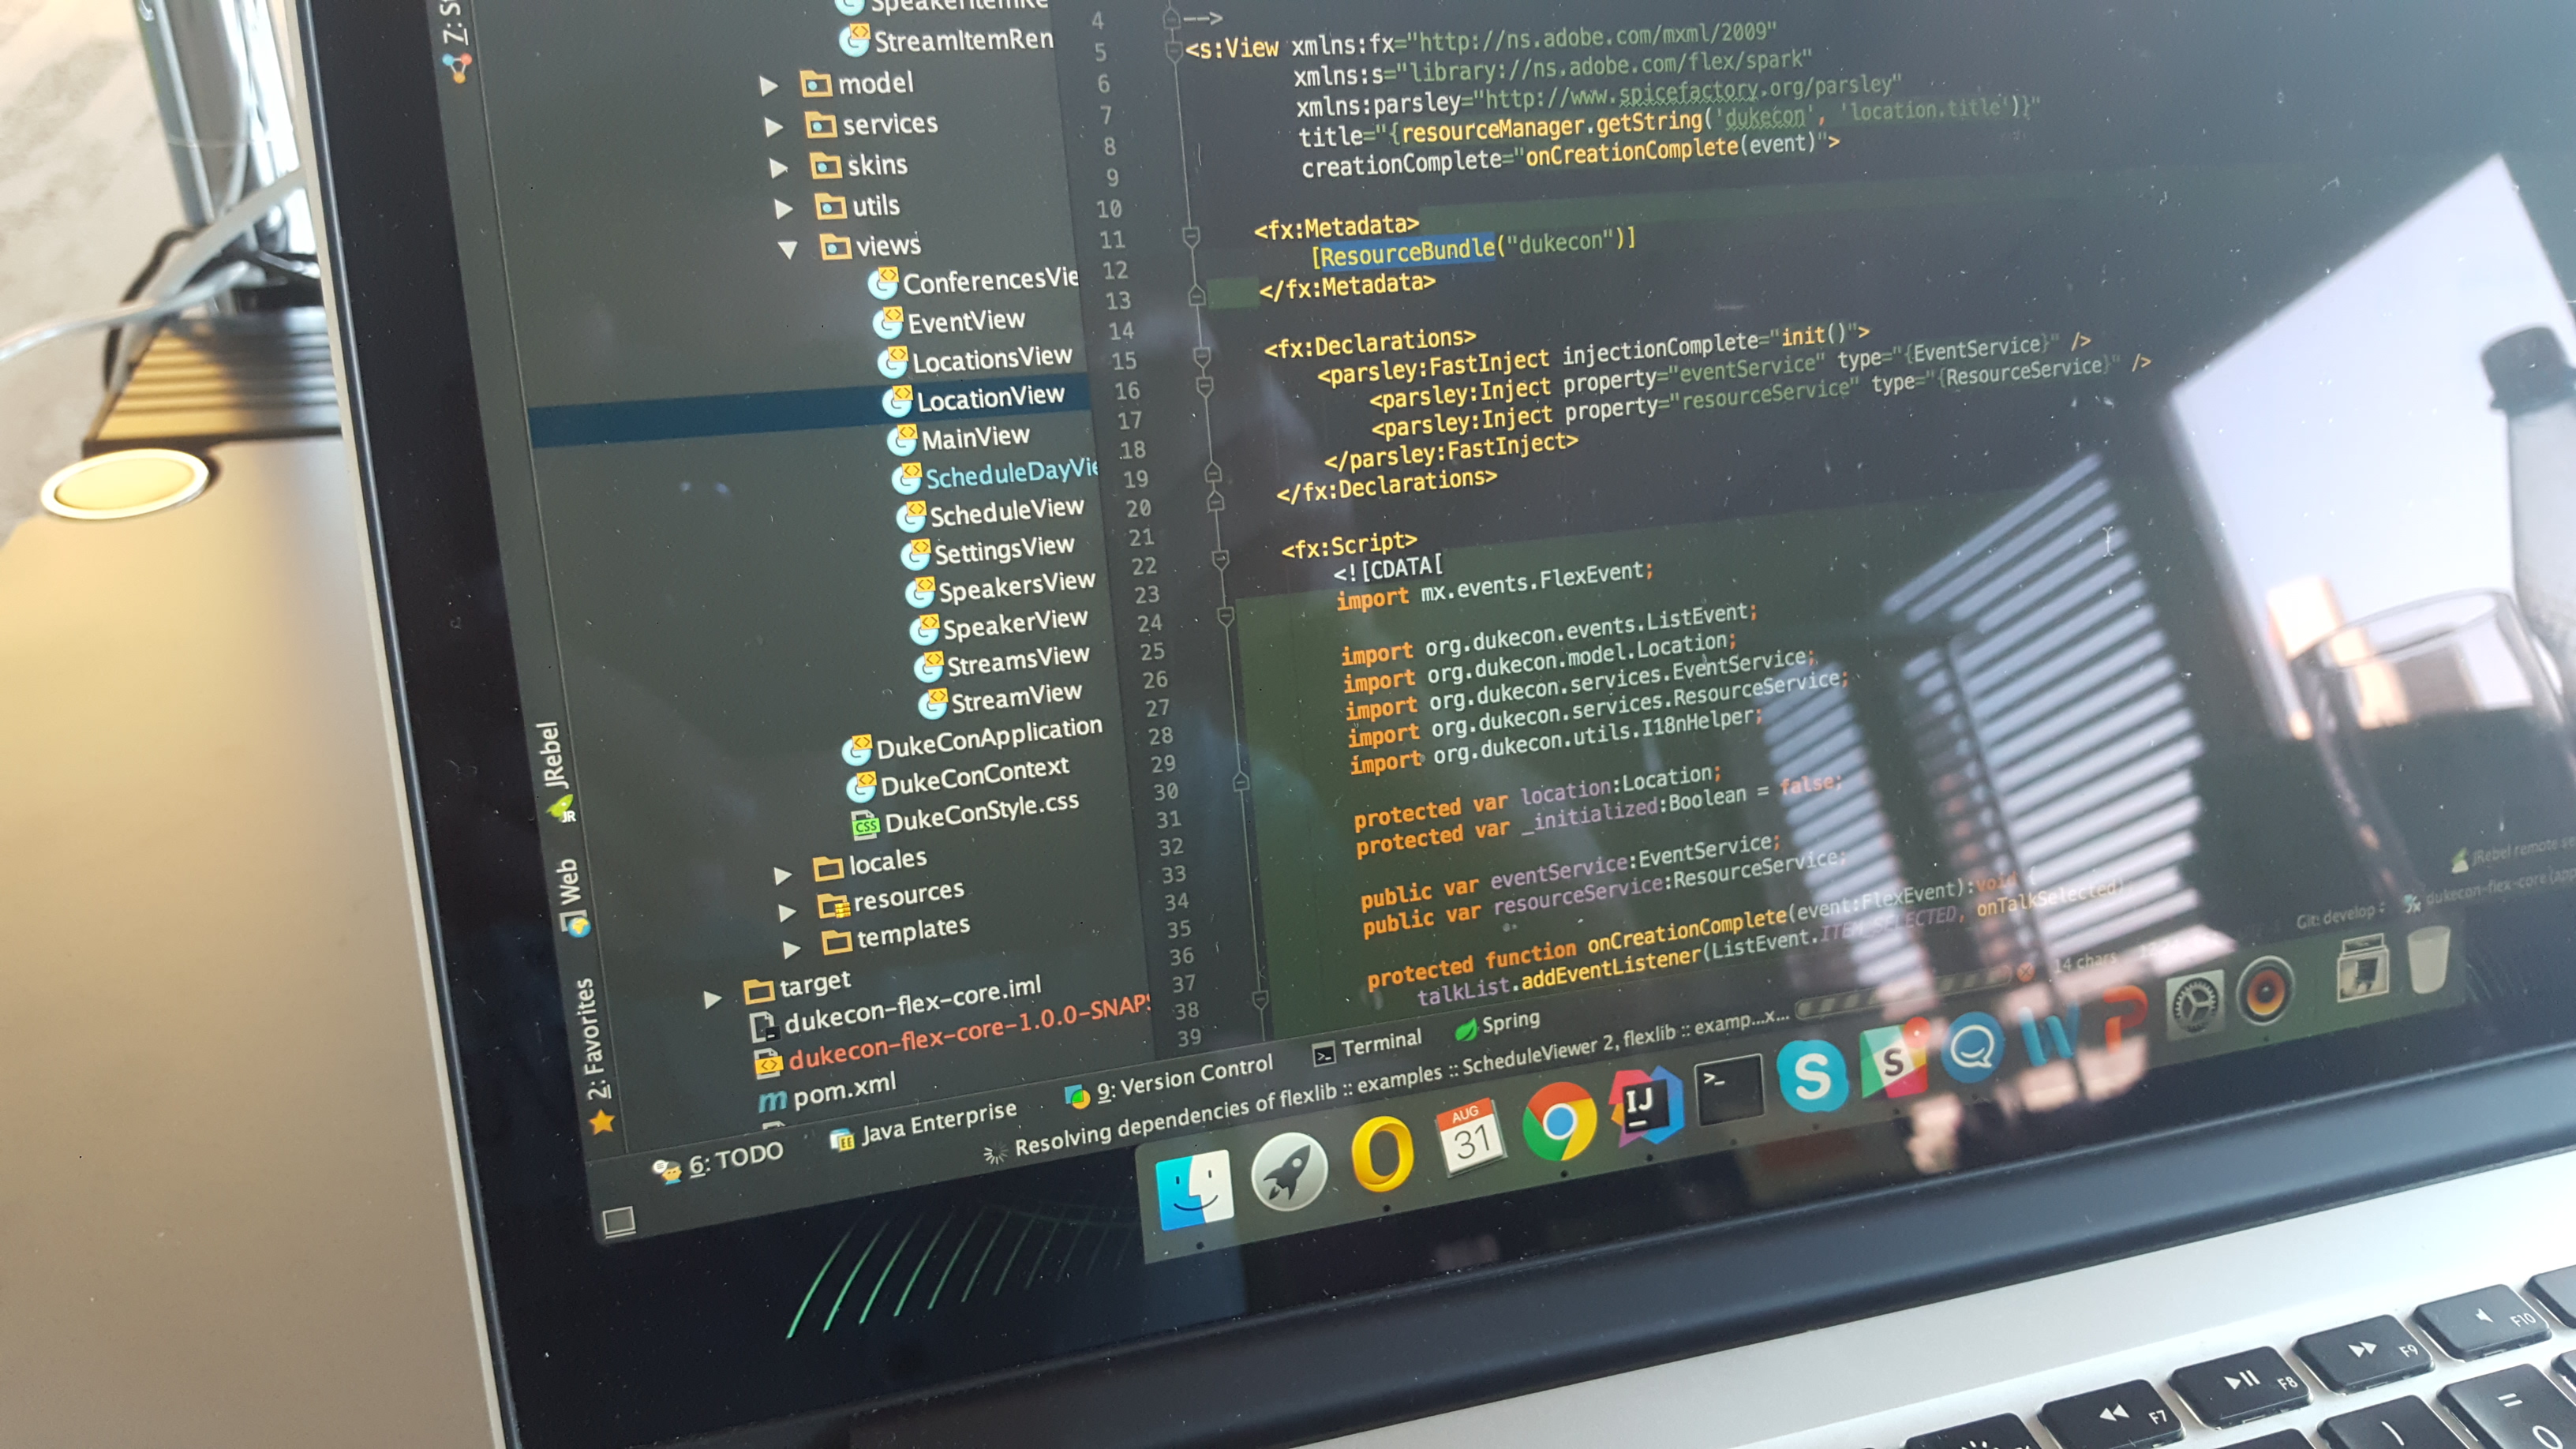 7: S
SpeakerItemRe
StreamItemRen
model
services
skins
utils
views
ConferencesVie
EventView
LocationsView
LocationView
MainView
ScheduleDayVie
ScheduleView
SettingsView
SpeakersView
SpeakerView
StreamsView
StreamView
DukeConApplication
DukeConContext
CSS DukeConStyle.css
locales
resources
templates
target
dukecon-flex-core.iml
dukecon-flex-core-1.0.0-SNAPS
pom.xml
JRebel
JR
Web
2: Favorites
4
5
6
7
8
9
10
11
12
13
14
15
16
17
18
19
20
21
22
23
24
25
26
27
28
29
30
31
32
33
34
35
36
37
38
39
-->
<s:View xmlns:fx="http://ns.adobe.com/mxml/2009"
xmlns:s="library://ns.adobe.com/flex/spark"
xmlns:parsley="http://www.spicefactory.org/parsley"
title="{resourceManager.getString('dukecon', 'location.title')}"
creationComplete="onCreationComplete(event)">
<fx:Metadata>
[ResourceBundle("dukecon")]
</fx:Metadata>
<fx:Declarations>
<parsley:FastInject injectionComplete="init()">
<parsley:Inject property="eventService" type="{EventService}" />
<parsley:Inject property="resourceService" type="{ResourceService}" />
</parsley:FastInject>
</fx:Declarations>
<fx:Script>
<![CDATA[
import mx.events.FlexEvent;
import org.dukecon.events.ListEvent;
import org.dukecon.model.Location;
import org.dukecon.services.EventService;
import org.dukecon.services.ResourceService;
import org.dukecon.utils.I18nHelper;
protected var location:Location;
protected var _initialized:Boolean = false;
public var eventService:EventService;
public var resourceService:ResourceService;
protected function onCreationComplete(event:FlexEvent):void {
talkList.addEventListener(ListEvent.ITEM_SELECTED, onTalkSelected);
6: TODO
EE Java Enterprise
9: Version Control
Terminal
Spring
Resolving dependencies of flexlib :: examples :: ScheduleViewer 2, flexlib :: examp...x...
14 chars
Git: develop
dukecon-flex-core
JRebel remote se
AUG
31
IJ
>_
S
S
F7
F8
F9
F10
=
)